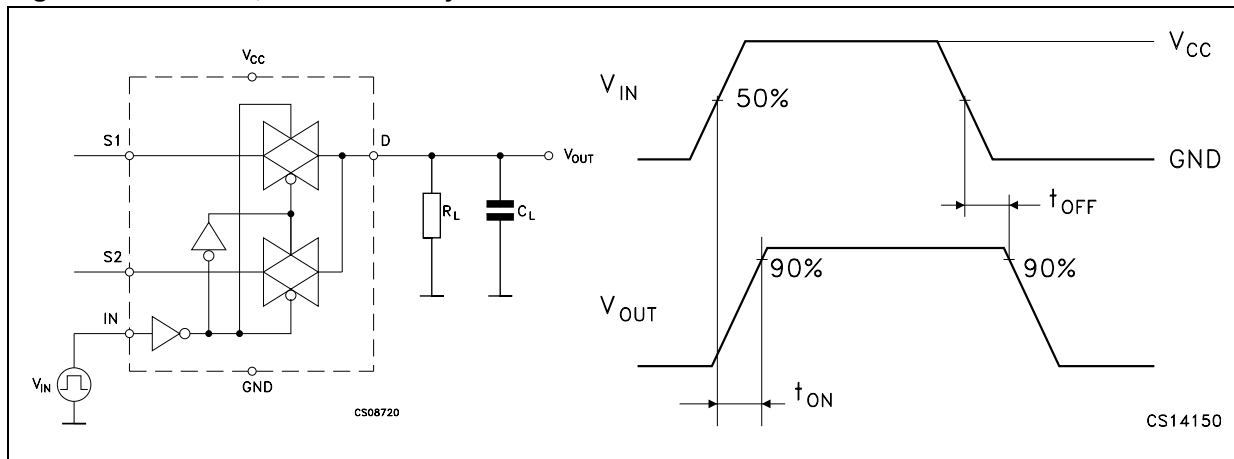 V_CC
S1
D
V_OUT
R_L
C_L
S2
IN
V_IN
GND
CS08720
V_CC
V_IN
50%
GND
t_OFF
90%
90%
V_OUT
t_ON
CS14150